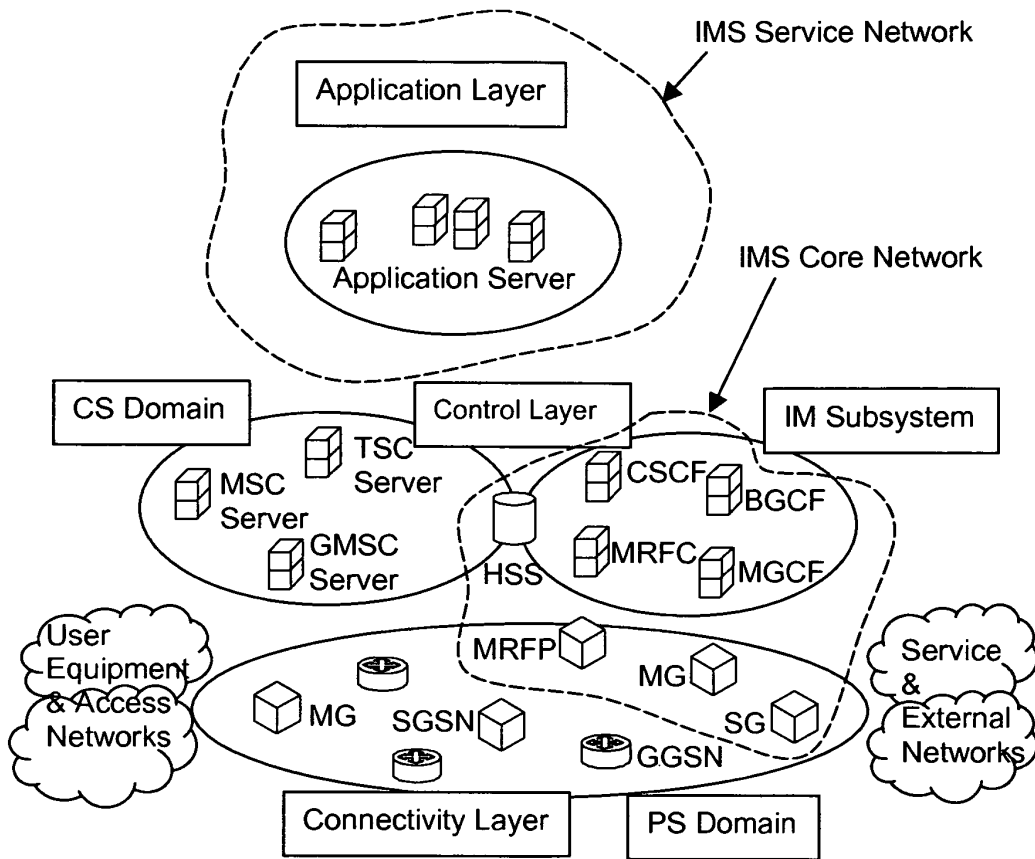 IMS Service Network
Application Layer
Application Server
IMS Core Network
CS Domain
Control Layer
IM Subsystem
TSC
Server
MSC
Server
GMSC
Server
HSS
CSCF
BGCF
MRFC
MGCF
User
Equipment
& Access
Networks
MRFP
MG
MG
SGSN
SG
GGSN
Service
&
External
Networks
Connectivity Layer
PS Domain